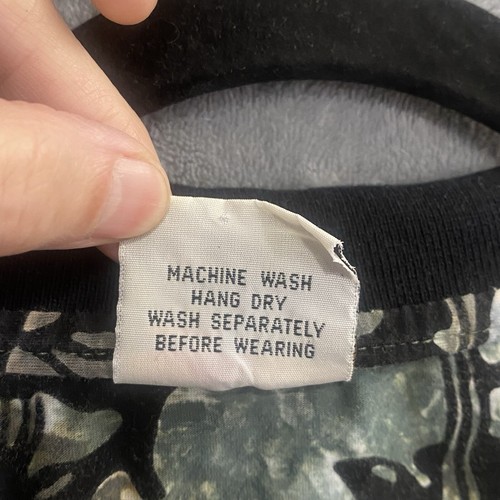 MACHINE WASH
HANG DRY
WASH SEPARATELY
BEFORE WEARING